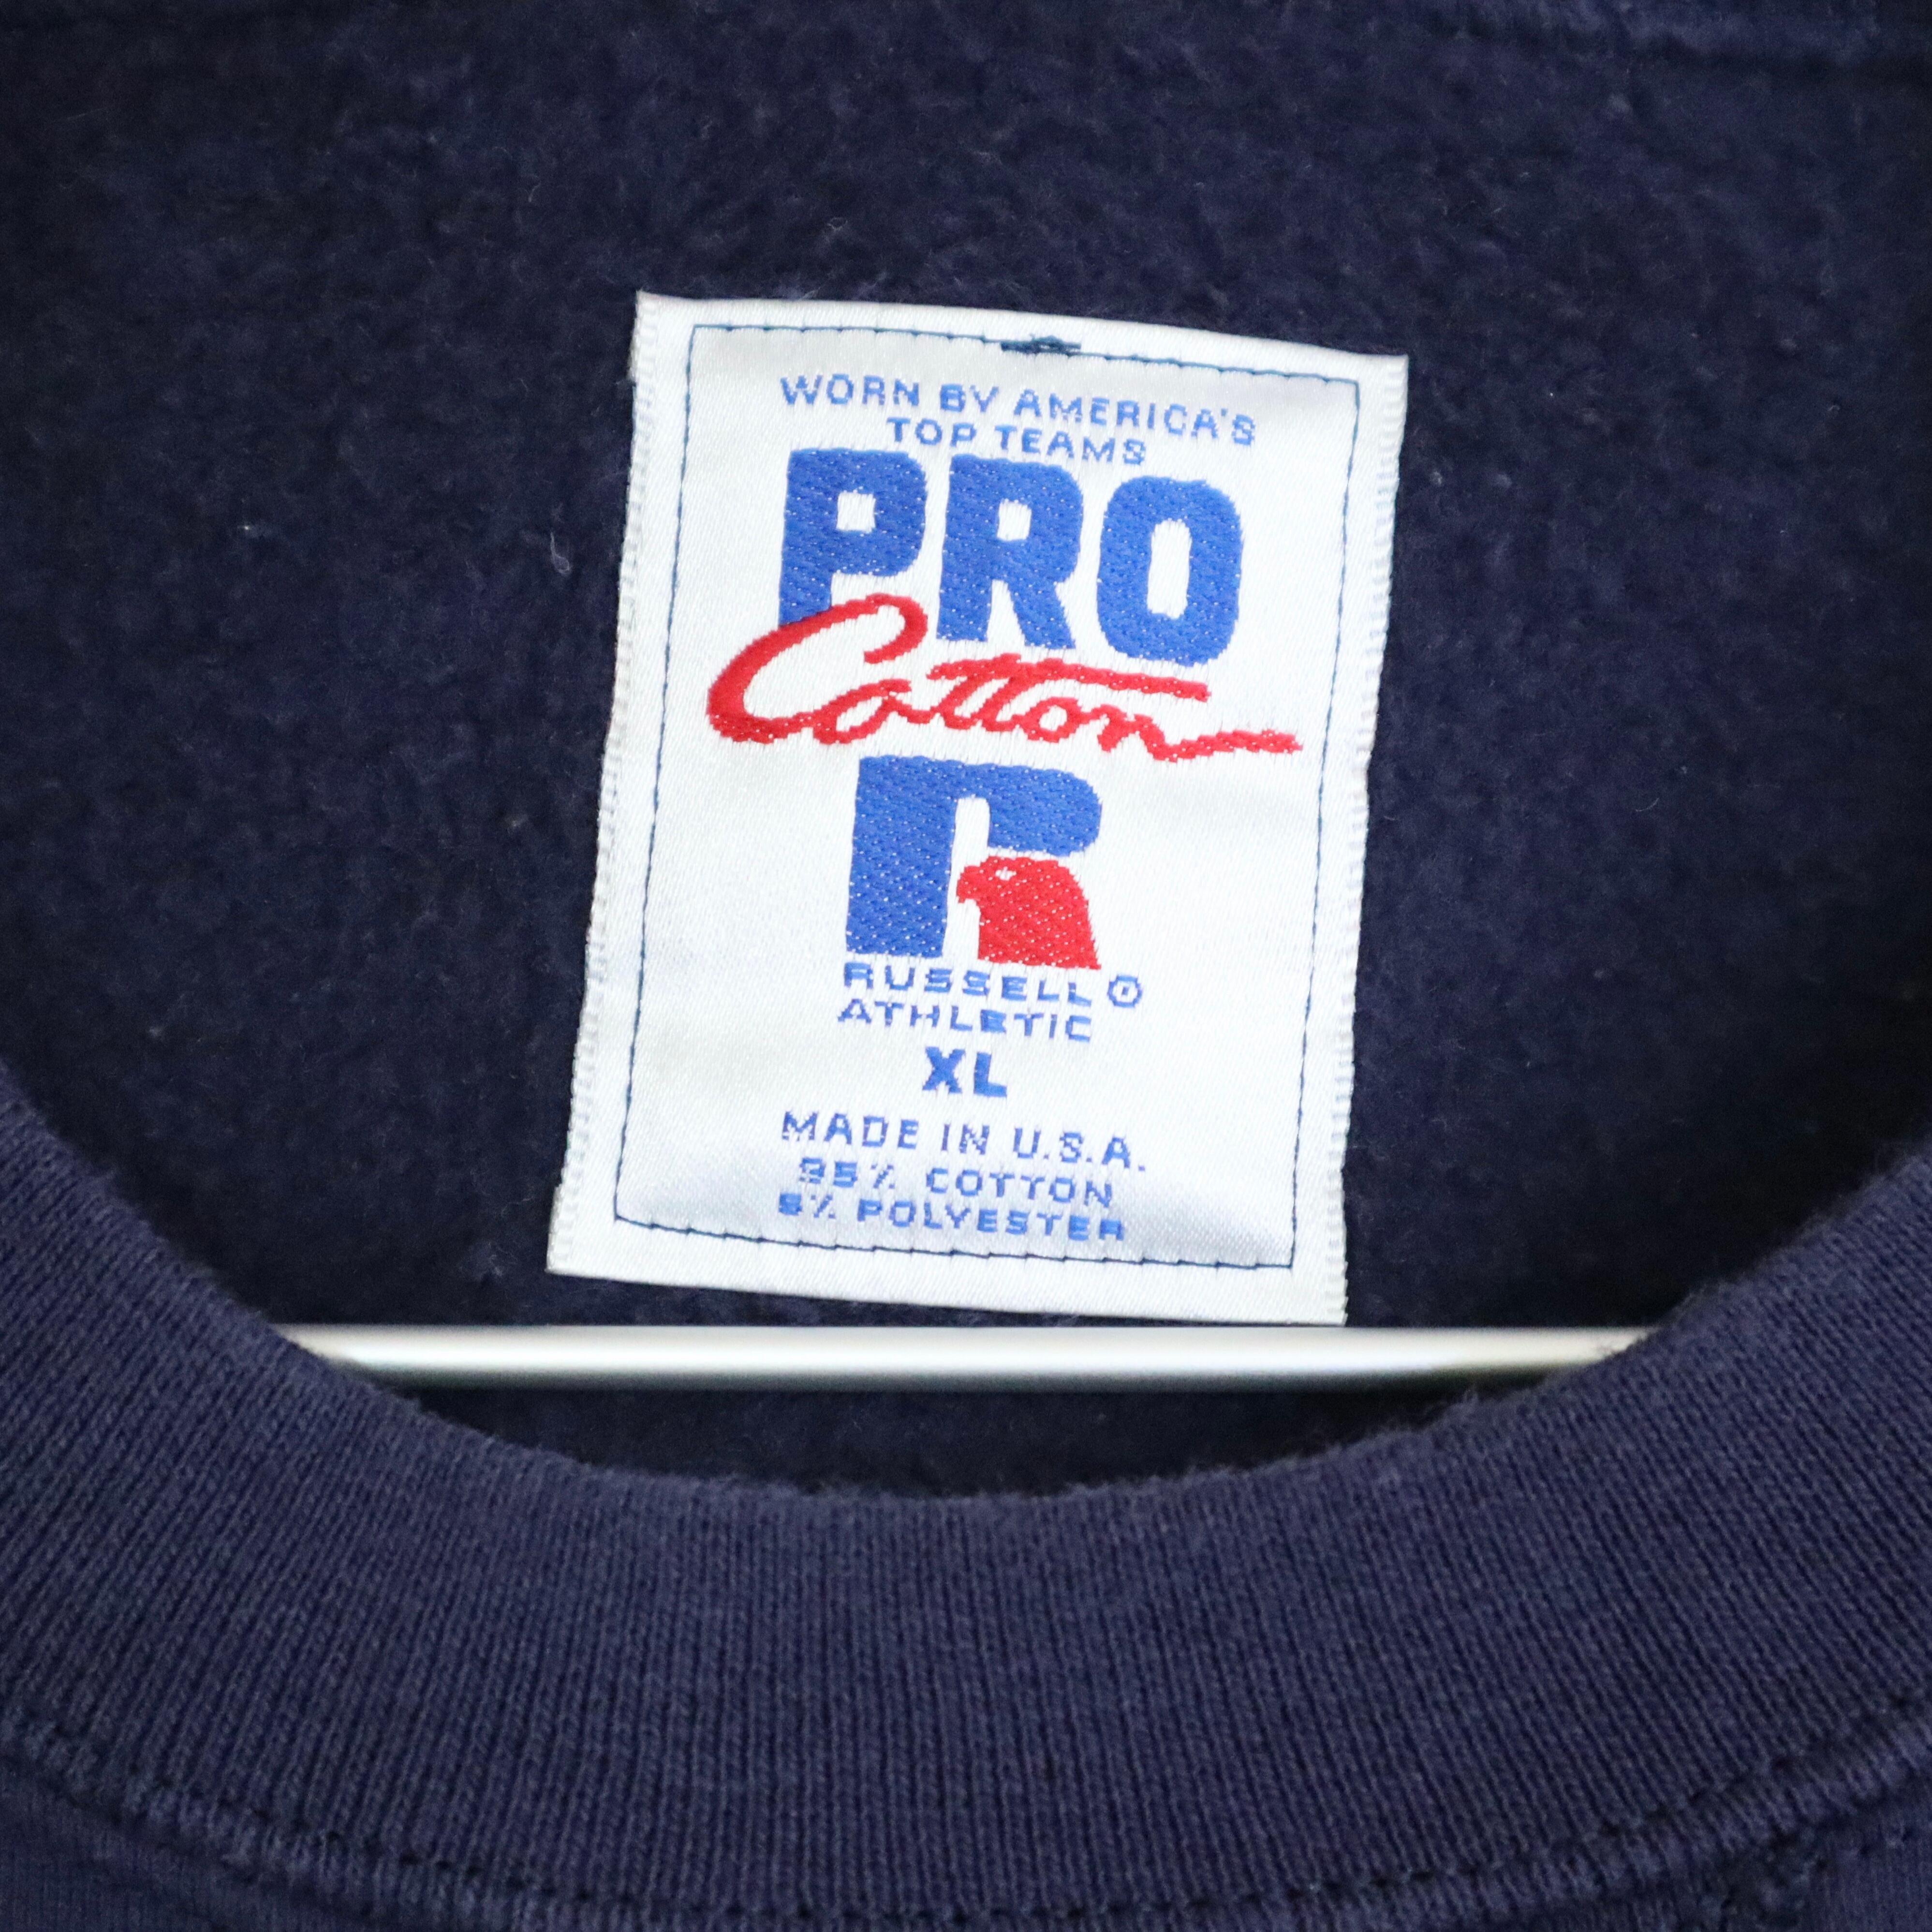 WORN BY AMERICA'S
TOP TEAMS
PRO
Cotton
R
RUSSELL®
ATHLETIC
XL
MADE IN U.S.A.
95% COTTON
5% POLYESTER